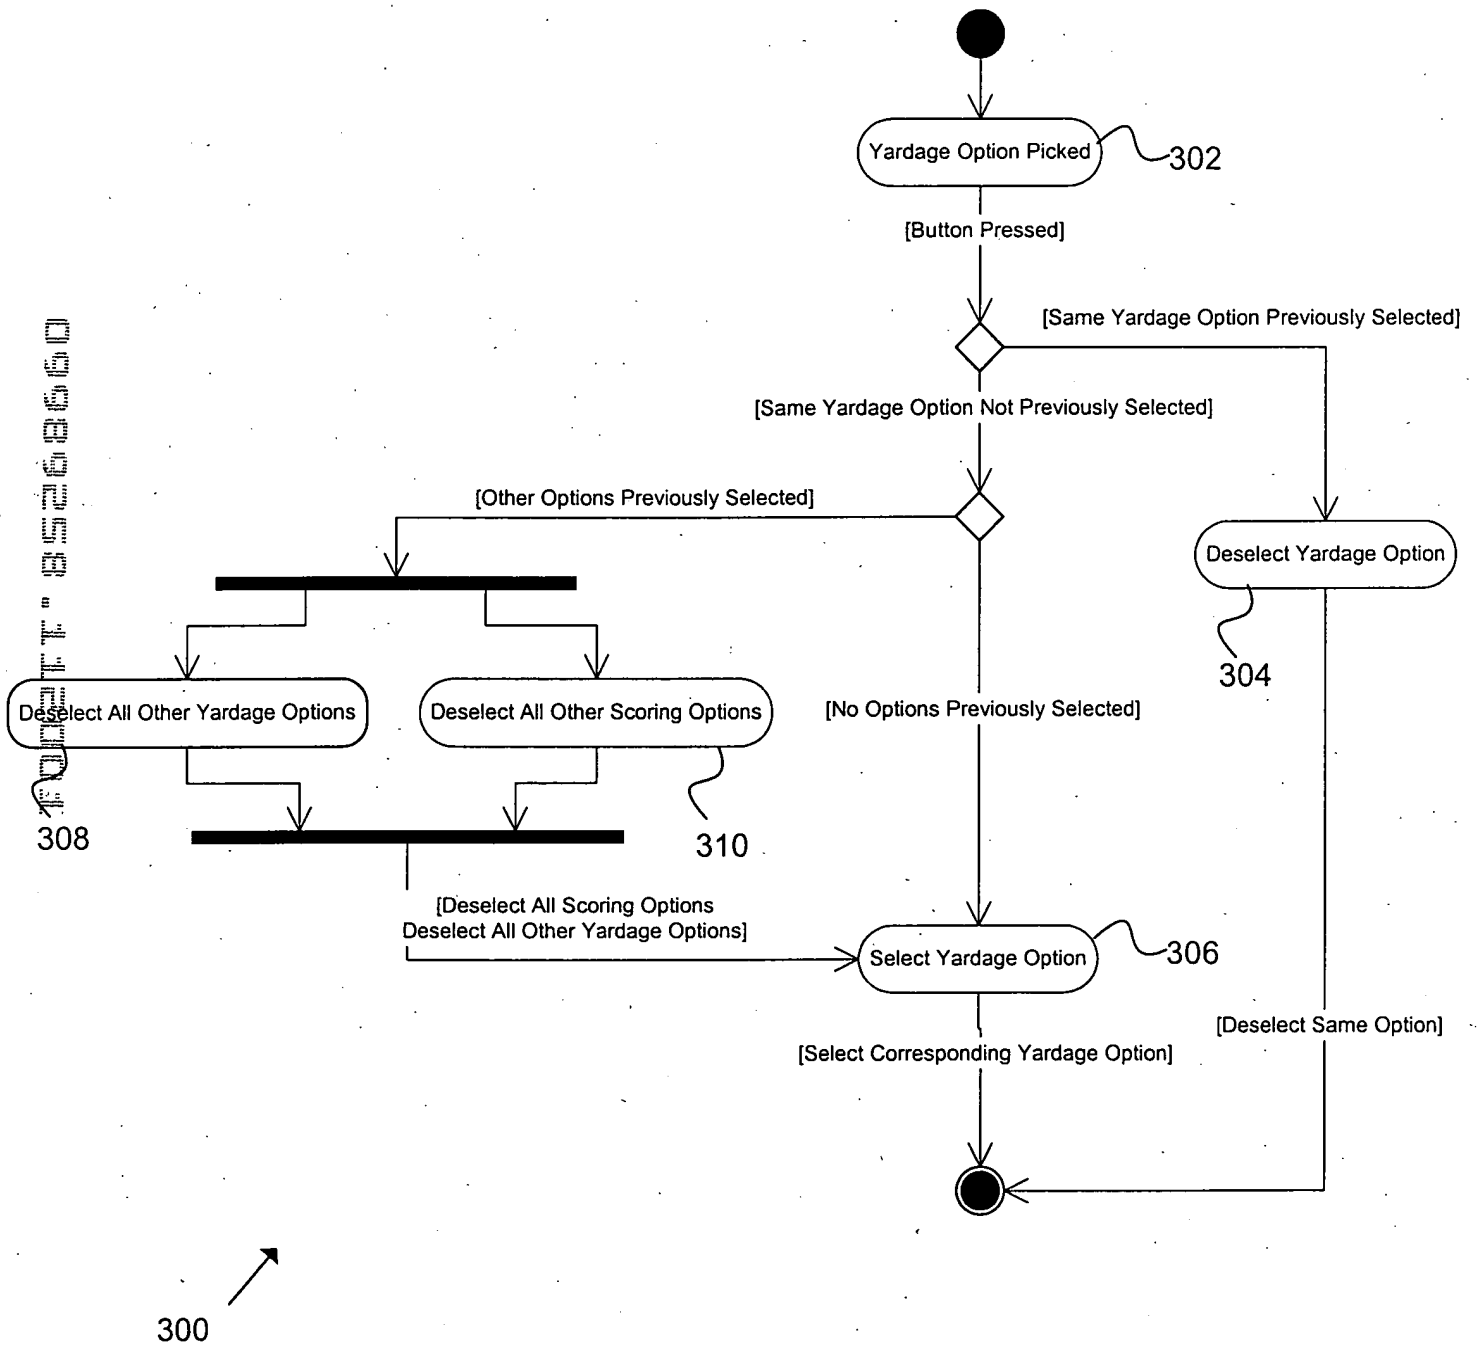 Yardage Option Picked
302
[Button Pressed]
[Same Yardage Option Previously Selected]
[Same Yardage Option Not Previously Selected]
[Other Options Previously Selected]
Deselect Yardage Option
304
Deselect All Other Yardage Options
Deselect All Other Scoring Options
[No Options Previously Selected]
308
310
[Deselect All Scoring Options
Deselect All Other Yardage Options]
Select Yardage Option
306
[Deselect Same Option]
[Select Corresponding Yardage Option]
300